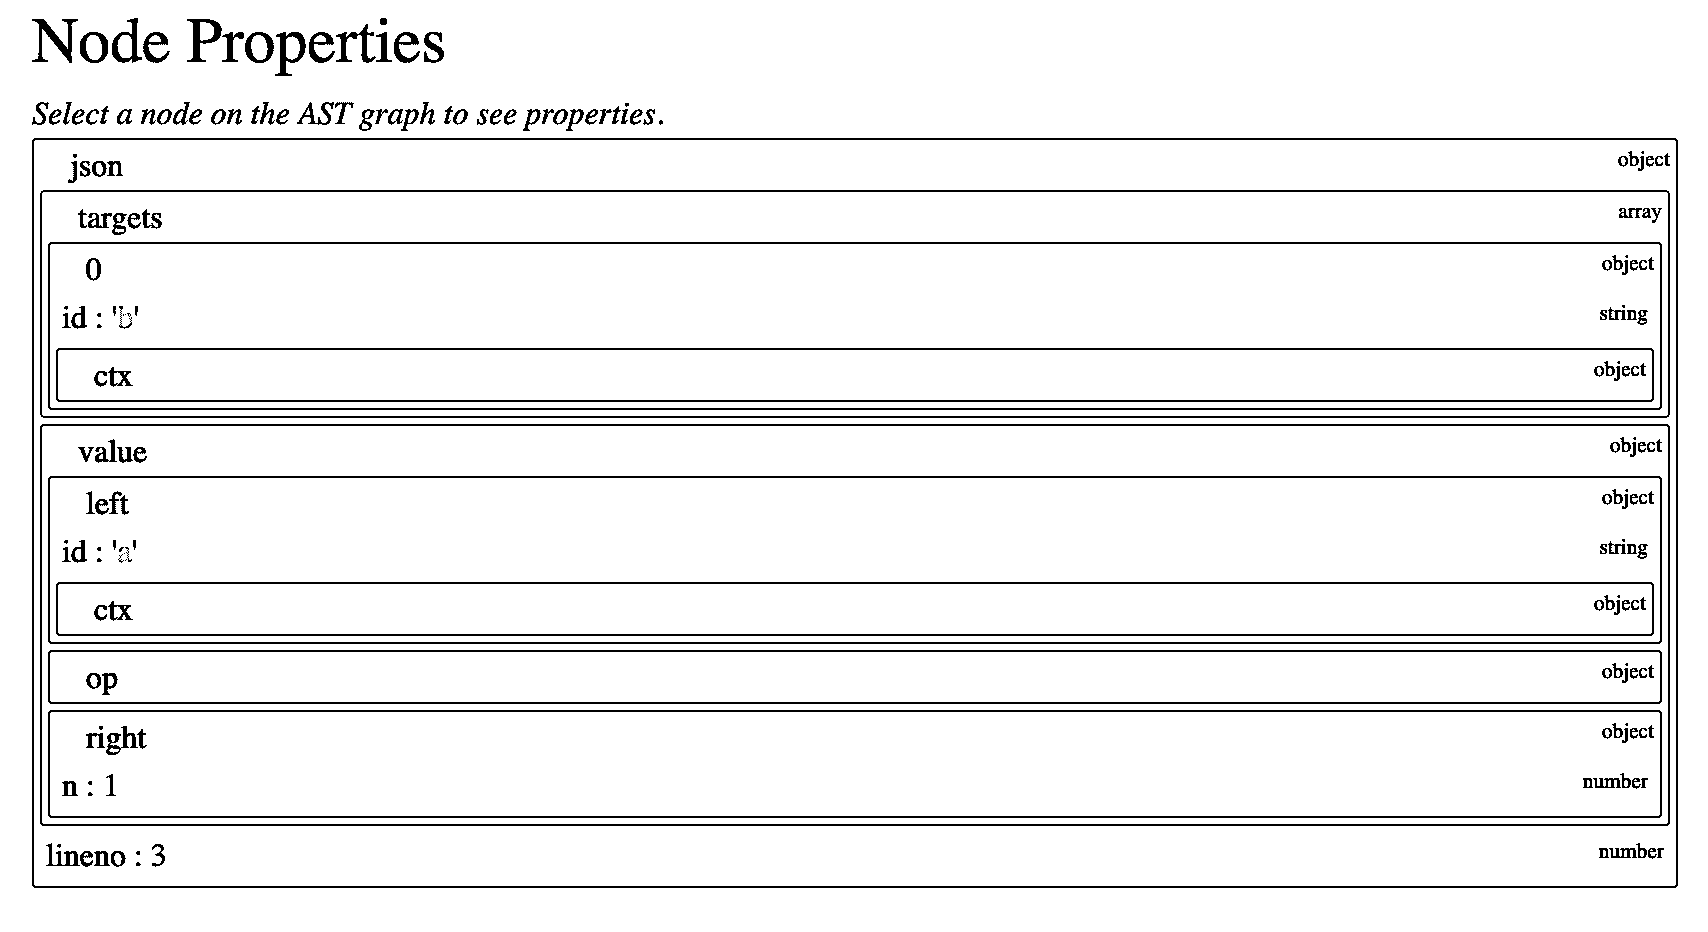 Node Properties
Select a node on the AST graph to see properties.
json object
targets array
0 object
id : 'b' string
ctx object
value object
left object
id : 'a' string
ctx object
op object
right object
n : 1 number
lineno : 3 number